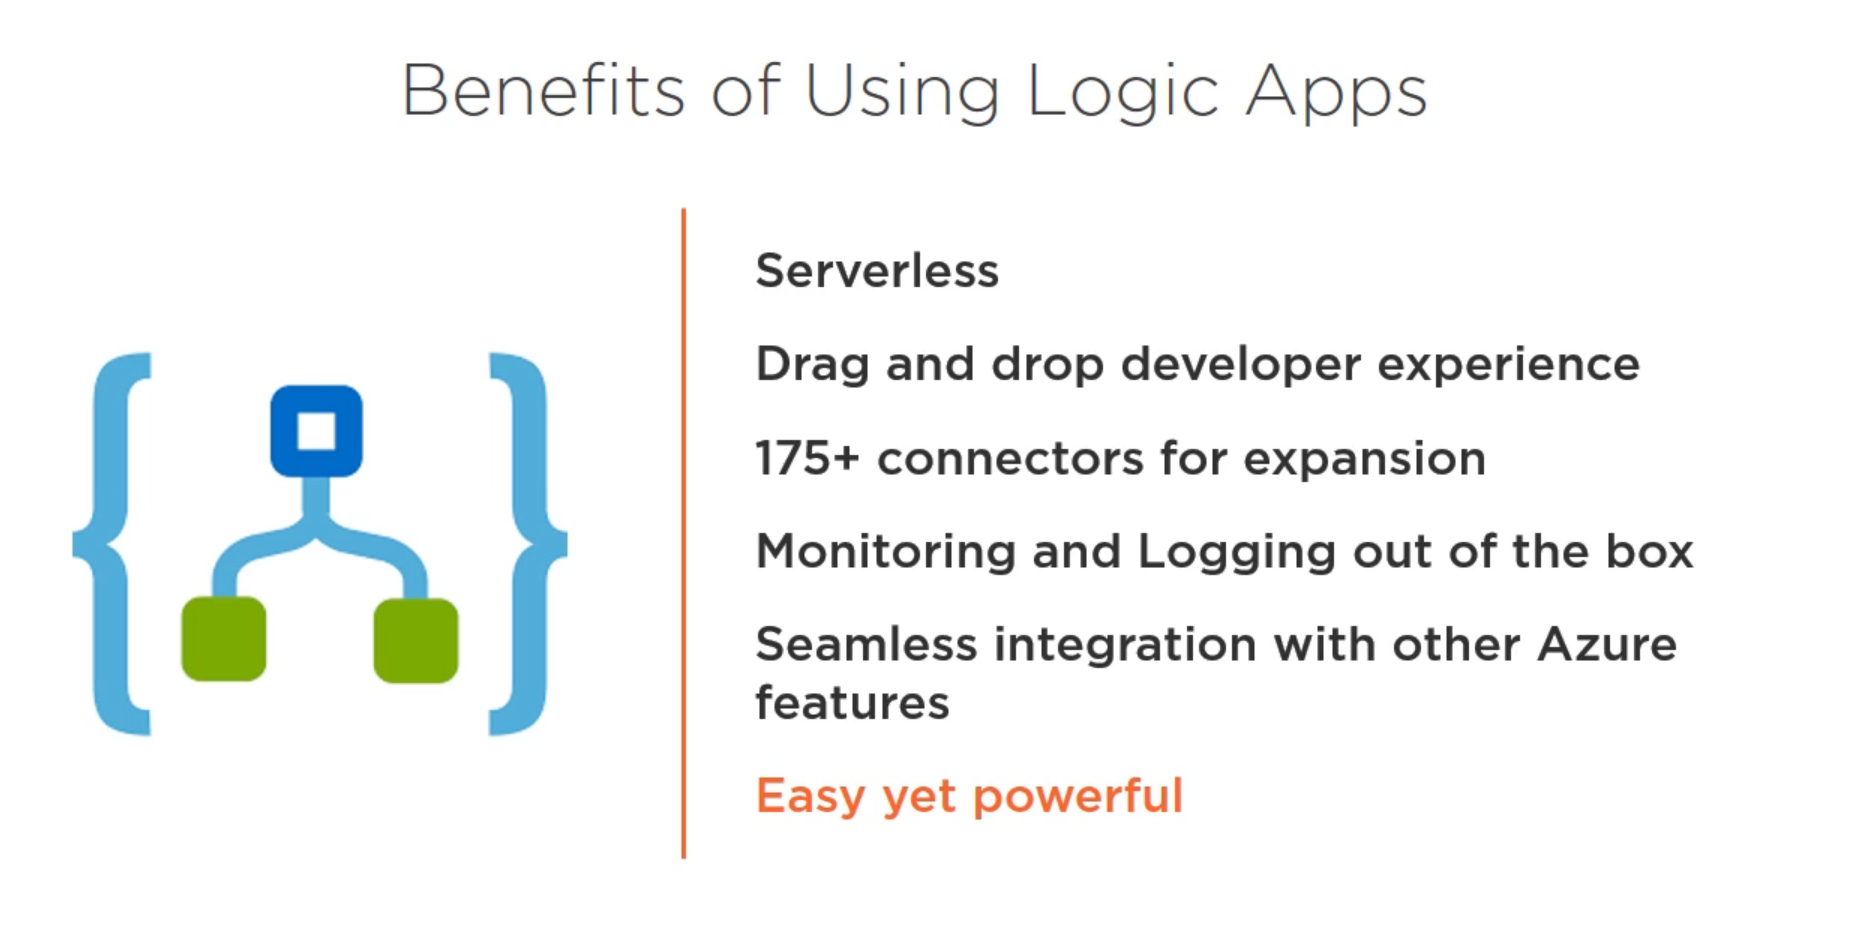 Benefits of Using Logic Apps
Serverless
Drag and drop developer experience
175+ connectors for expansion
Monitoring and Logging out of the box
Seamless integration with other Azure
features
Easy yet powerful